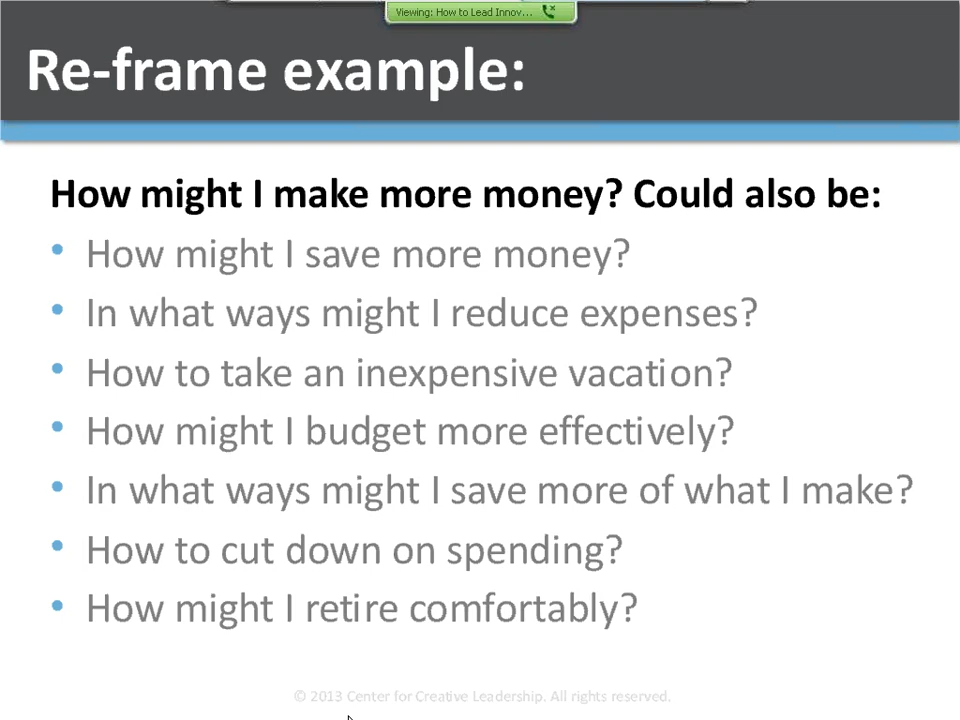 Viewing: How to Lead Innov...
Re-frame example:
How might I make more money? Could also be:
• How might I save more money?
• In what ways might I reduce expenses?
• How to take an inexpensive vacation?
• How might I budget more effectively?
• In what ways might I save more of what I make?
• How to cut down on spending?
• How might I retire comfortably?
© 2013 Center for Creative Leadership. All rights reserved.